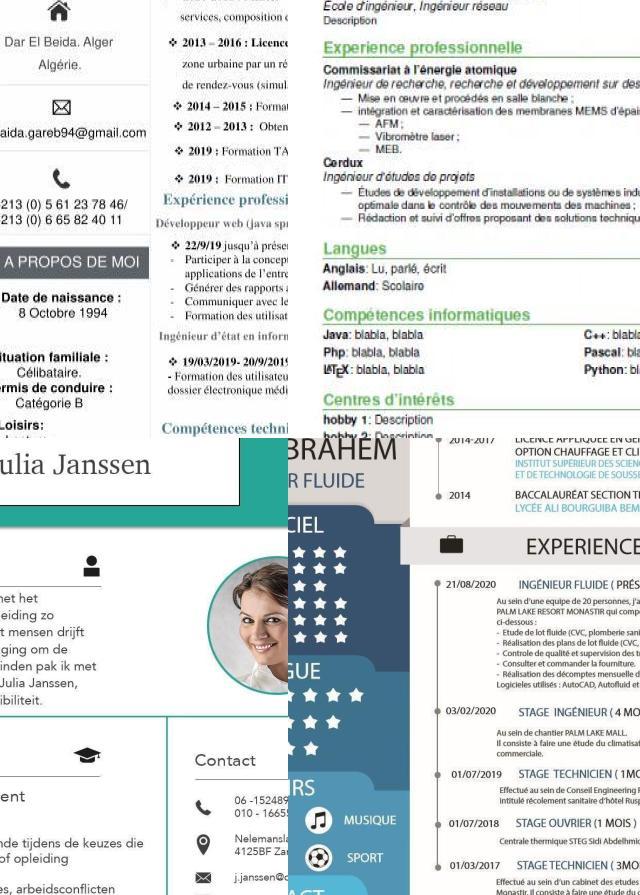 Dar El Beida. Alger
Algérie.
aida.gareb94@gmail.com
213 (0) 5 61 23 78 46/
213 (0) 6 65 82 40 11
A PROPOS DE MOI
Date de naissance :
8 Octobre 1994
ituation familiale :
Célibataire.
ermis de conduire :
Catégorie B
Loisirs:
services, composition
❖ 2013 – 2016 : Licence
zone urbaine par un ré
de rendez-vous (simul
❖ 2014 – 2015 : Format
❖ 2012 – 2013 : Obten
❖ 2019 : Formation TA
❖ 2019 : Formation IT
Expérience professi
Développeur web (java spr
❖ 22/9/19 jusqu'à présen
- Participer à la concept
applications de l'entre
- Générer des rapports
- Communiquer avec le
- Formation des utilisat
Ingénieur d'état en inform
❖ 19/03/2019- 20/9/2019
- Formation des utilisateu
dossier électronique médi
Compétences techni
École d'ingénieur, Ingénieur réseau
Description
Experience professionnelle
Commissariat à l'énergie atomique
Ingénieur de recherche, recherche et développement sur des
— Mise en œuvre et procédés en salle blanche ;
— intégration et caractérisation des membranes MEMS d'épais
— AFM ;
— Vibromètre laser ;
— MEB.
Cerdux
Ingénieur d'études de projets
— Études de développement d'installations ou de systèmes indu
optimale dans le contrôle des mouvements des machines ;
— Rédaction et suivi d'offres proposant des solutions techniqu
Langues
Anglais: Lu, parlé, écrit
Allemand: Scolaire
Compétences informatiques
Java: blabla, blabla
C++: blabla
Php: blabla, blabla
Pascal: bla
LATEX: blabla, blabla
Python: bl
Centres d'intérêts
hobby 1: Description
hobby 2: Description
ulia Janssen
net het
eiding zo
t mensen drijft
ging om de
inden pak ik met
Julia Janssen,
ibiliteit.
ent
nde tijdens de keuzes die
of opleiding
es, arbeidsconflicten
Contact
06 -152489
010 - 1665
Nelemansla
4125BF Za
j.janssen@
BRAHEM
R FLUIDE
CIEL
GUE
RS
MUSIQUE
SPORT
ACT
2014-2017
LICENCE APPLIQUÉE EN GE
OPTION CHAUFFAGE ET CLI
INSTITUT SUPÉRIEUR DES SCIEN
ET DE TECHNOLOGIE DE SOUSSE
2014
BACCALAURÉAT SECTION T
LYCÉE ALI BOURGUIBA BEM
EXPERIENCE
21/08/2020 INGÉNIEUR FLUIDE ( PRÉS
Au sein d'une equipe de 20 personnes, j'a
PALM LAKE RESORT MONASTIR qui comp
ci-dessous :
- Etude de lot fluide (CVC, plomberie sani
- Réalisation des plans de lot fluide (CVC,
- Controle de qualité et supervision des t
- Consulter et commander la fourniture.
- Réalisation des décomptes mensuelle d
Logicieles utilisés : AutoCAD, Autofluid et
03/02/2020 STAGE INGÉNIEUR ( 4 MO
Au sein de chantier PALM LAKE MALL.
Il consiste à faire une étude du climatisat
commerciale.
01/07/2019 STAGE TECHNICIEN ( 1MO
Effectué au sein de Conseil Engineering
intitulé récolement sanitaire d'hôtel Rusp
01/07/2018 STAGE OUVRIER (1 MOIS )
Centrale thermique STEG Sidi Abdelhmic
01/03/2017 STAGE TECHNICIEN ( 3MO
Effectué au sein d'un cabinet des etudes
Monastir. Il consiste à faire une étude du